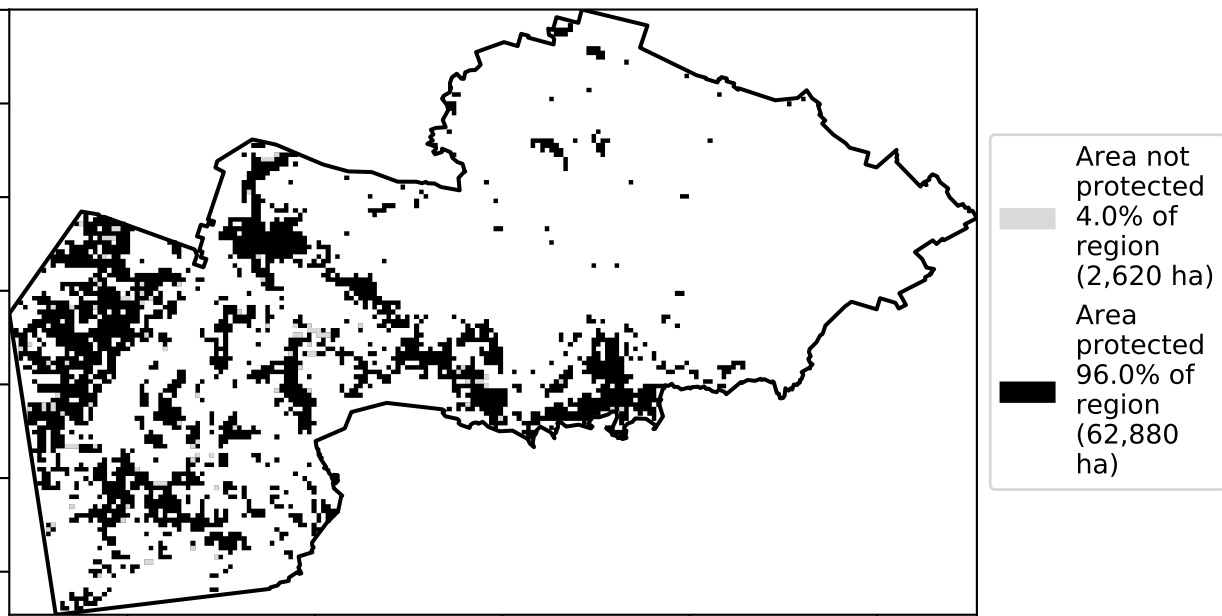 Area not
protected
4.0% of
region
(2,620 ha)
Area
protected
96.0% of
region
(62,880
ha)